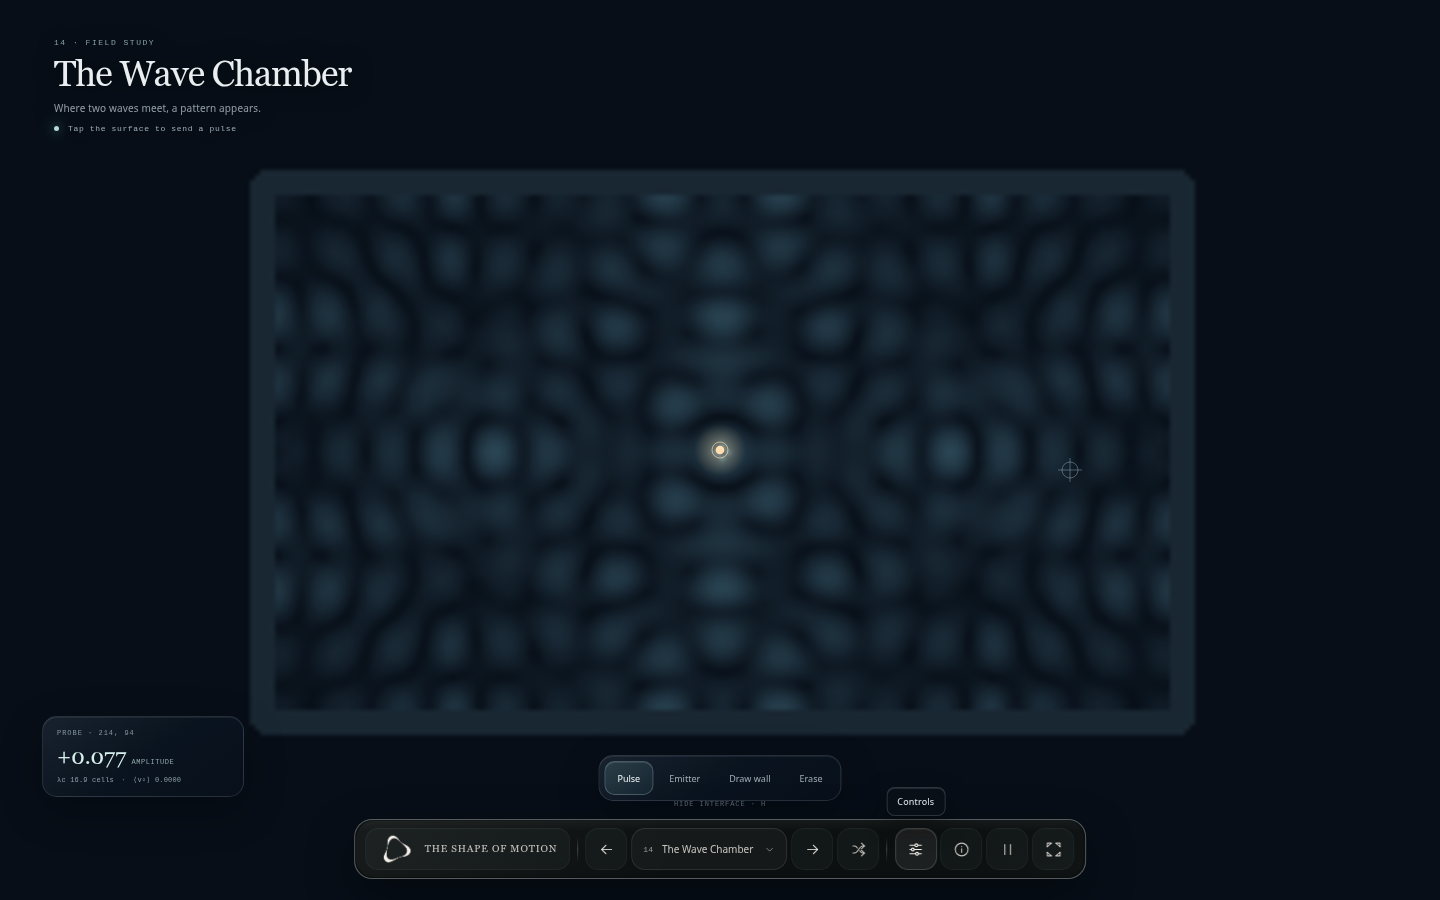 14 · FIELD STUDY
The Wave Chamber
Where two waves meet, a pattern appears.
Tap the surface to send a pulse
PROBE · 214, 94
+0.077 AMPLITUDE
λc 16.9 cells · ⟨v²⟩ 0.0000
Pulse Emitter Draw wall Erase
HIDE INTERFACE · H
Controls
THE SHAPE OF MOTION
14 The Wave Chamber